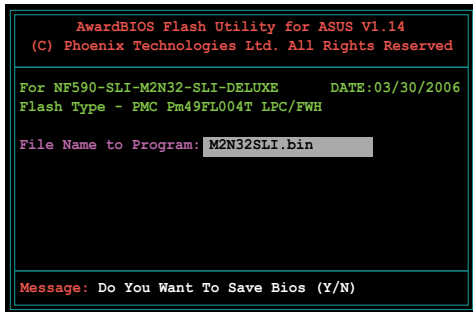 AwardBIOS Flash Utility for ASUS V1.14
(C) Phoenix Technologies Ltd. All Rights Reserved
For NF590-SLI-M2N32-SLI-DELUXE DATE:03/30/2006
Flash Type - PMC Pm49FL004T LPC/FWH
File Name to Program: M2N32SLI.bin
Message: Do You Want To Save Bios (Y/N)